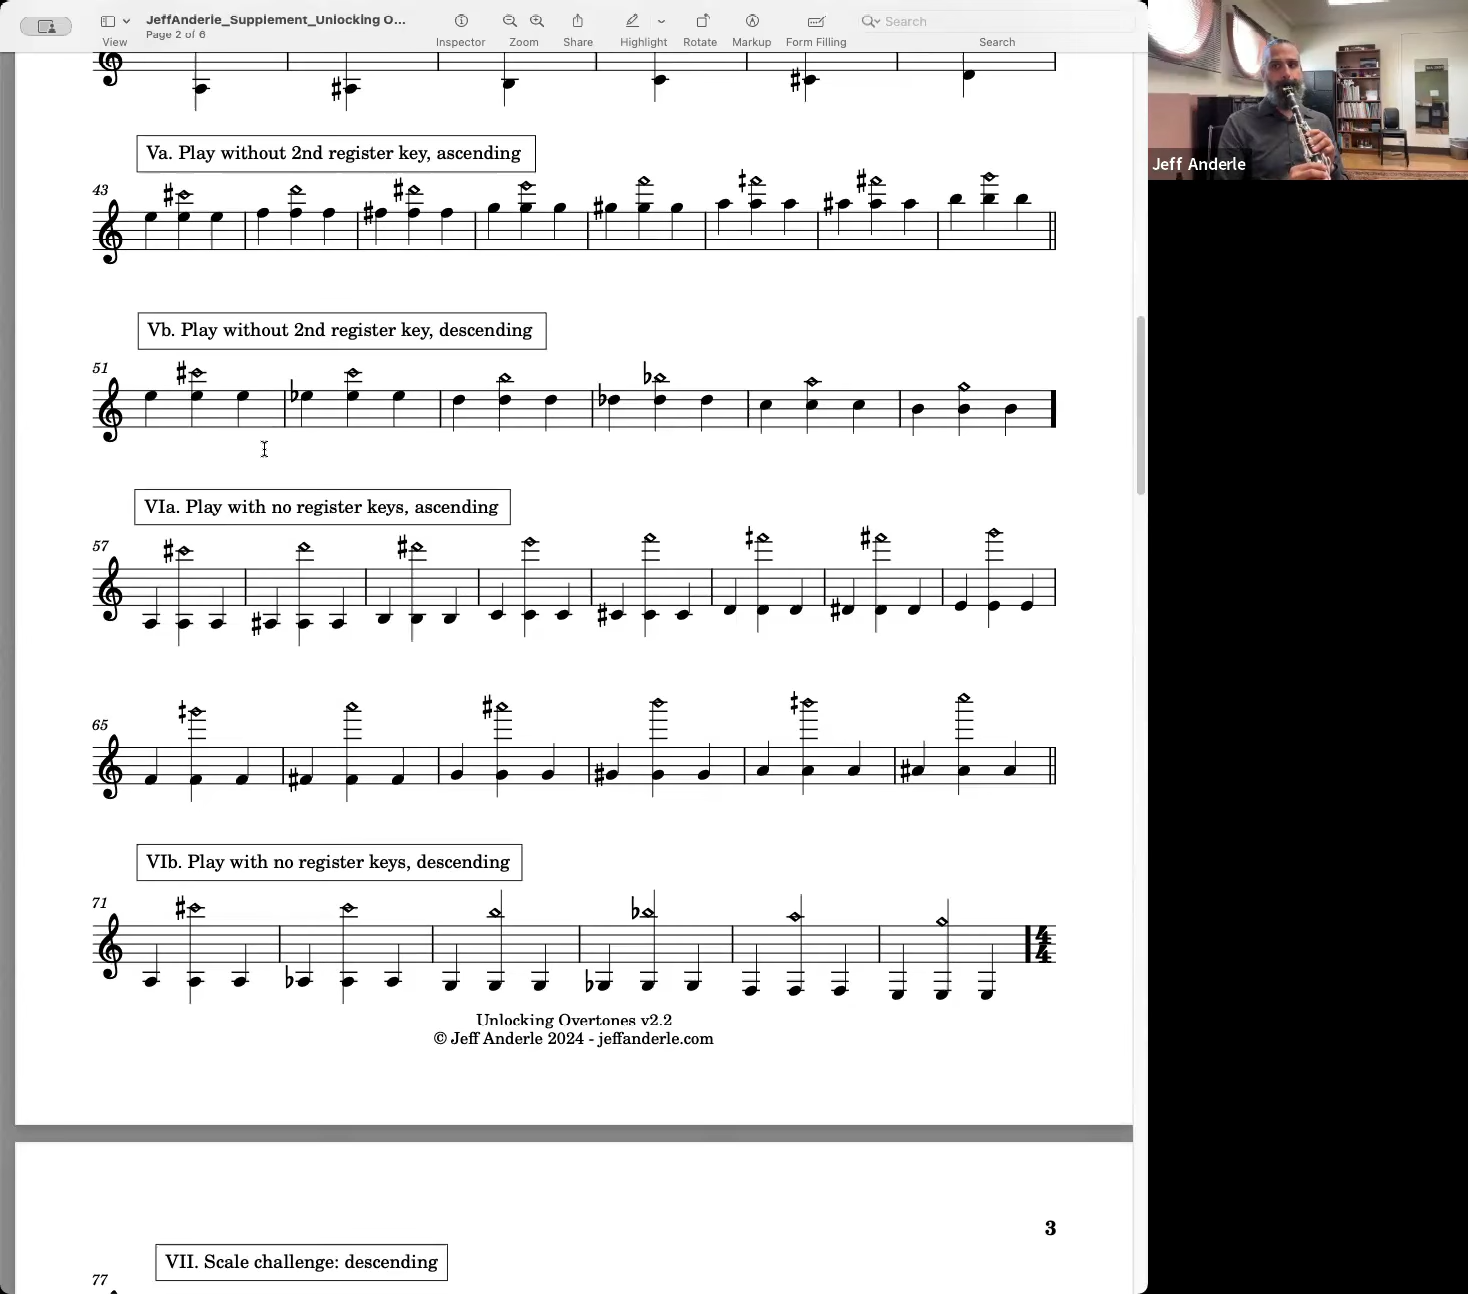 JeffAnderle_Supplement_Unlocking O...
Page 2 of 6
View
Inspector
Zoom
Share
Highlight
Rotate
Markup
Form Filling
Search
Search
Jeff Anderle
Va. Play without 2nd register key, ascending
43
Vb. Play without 2nd register key, descending
51
VIa. Play with no register keys, ascending
57
65
VIb. Play with no register keys, descending
71
4
4
Unlocking Overtones v2.2
© Jeff Anderle 2024 - jeffanderle.com
3
VII. Scale challenge: descending
77